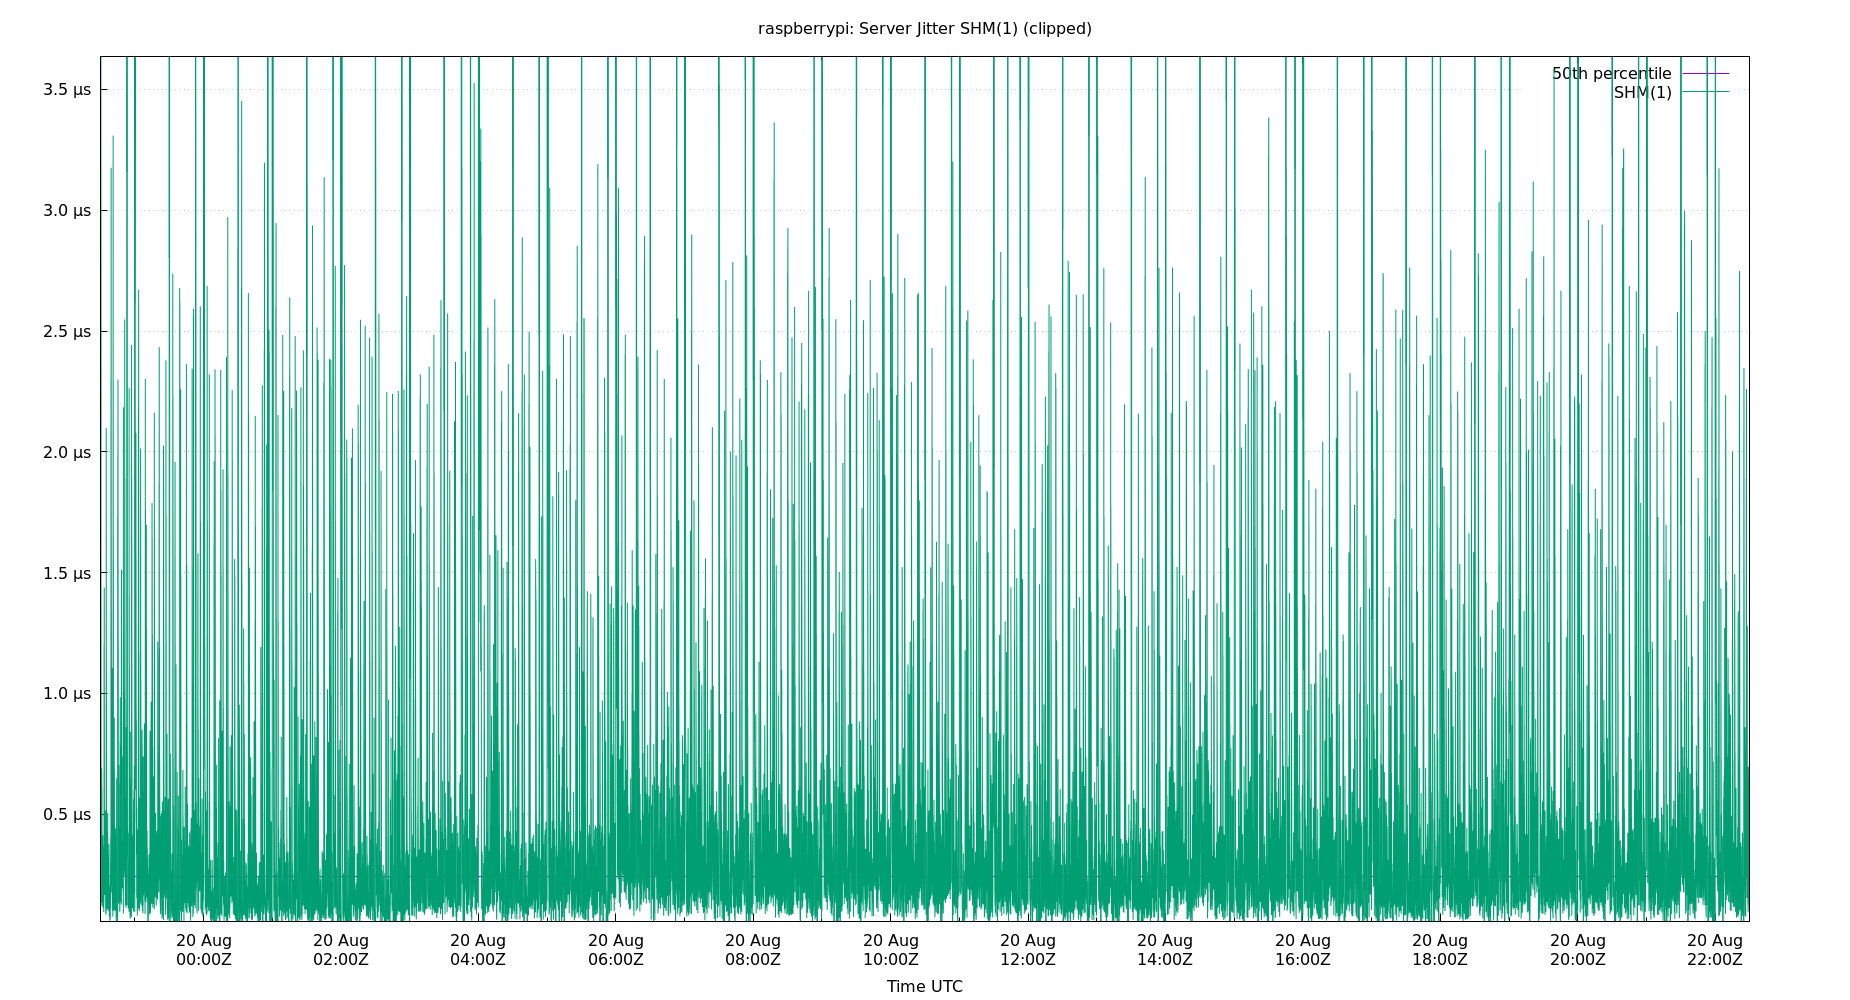 raspberrypi: Server Jitter SHM(1) (clipped)
50th percentile
SHM(1)
3.5 µs
3.0 µs
2.5 µs
2.0 µs
1.5 µs
1.0 µs
0.5 µs
20 Aug 20 Aug 20 Aug 20 Aug 20 Aug 20 Aug 20 Aug 20 Aug 20 Aug 20 Aug 20 Aug 20 Aug
00:00Z 02:00Z 04:00Z 06:00Z 08:00Z 10:00Z 12:00Z 14:00Z 16:00Z 18:00Z 20:00Z 22:00Z
Time UTC